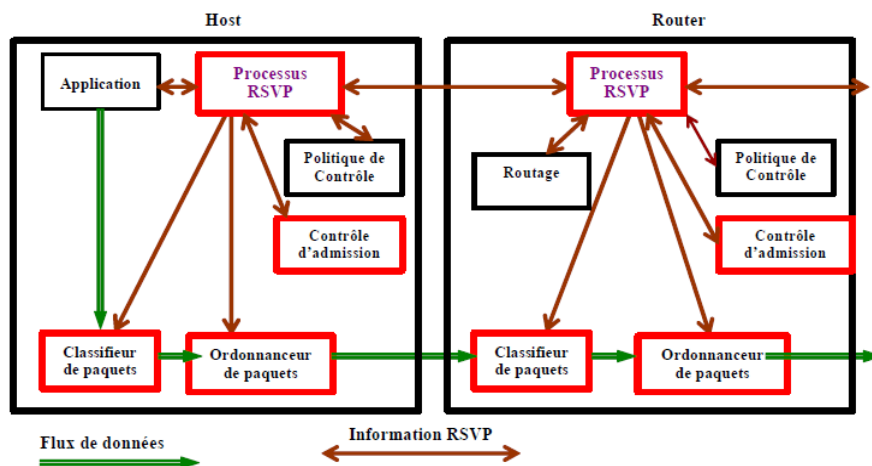 Host
Router
Application
Processus
RSVP
Politique de
Contrôle
Contrôle
d'admission
Classifieur
de paquets
Ordonnanceur
de paquets
Processus
RSVP
Routage
Politique de
Contrôle
Contrôle
d'admission
Classifieur
de paquets
Ordonnanceur
de paquets
Flux de données
Information RSVP